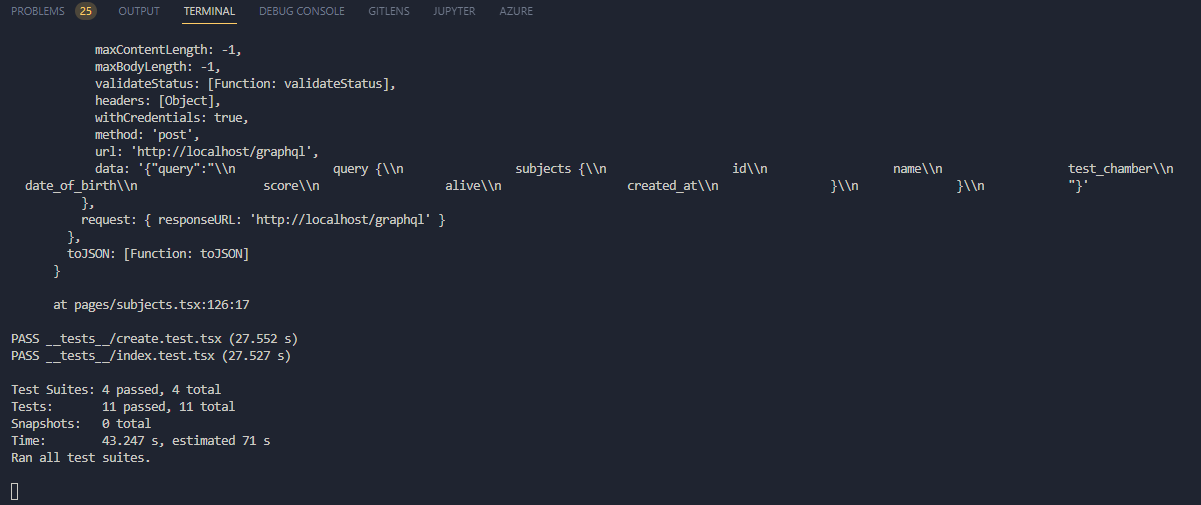 PROBLEMS 25 OUTPUT TERMINAL DEBUG CONSOLE GITLENS JUPYTER AZURE
maxContentLength: -1,
maxBodyLength: -1,
validateStatus: [Function: validateStatus],
headers: [Object],
withCredentials: true,
method: 'post',
url: 'http://localhost/graphql',
data: '{"query":"\\n query {\\n subjects {\\n id\\n name\\n test_chamber\\n
date_of_birth\\n score\\n alive\\n created_at\\n }\\n }\\n "}'
},
request: { responseURL: 'http://localhost/graphql' }
},
toJSON: [Function: toJSON]
}
at pages/subjects.tsx:126:17
PASS __tests__/create.test.tsx (27.552 s)
PASS __tests__/index.test.tsx (27.527 s)
Test Suites: 4 passed, 4 total
Tests: 11 passed, 11 total
Snapshots: 0 total
Time: 43.247 s, estimated 71 s
Ran all test suites.